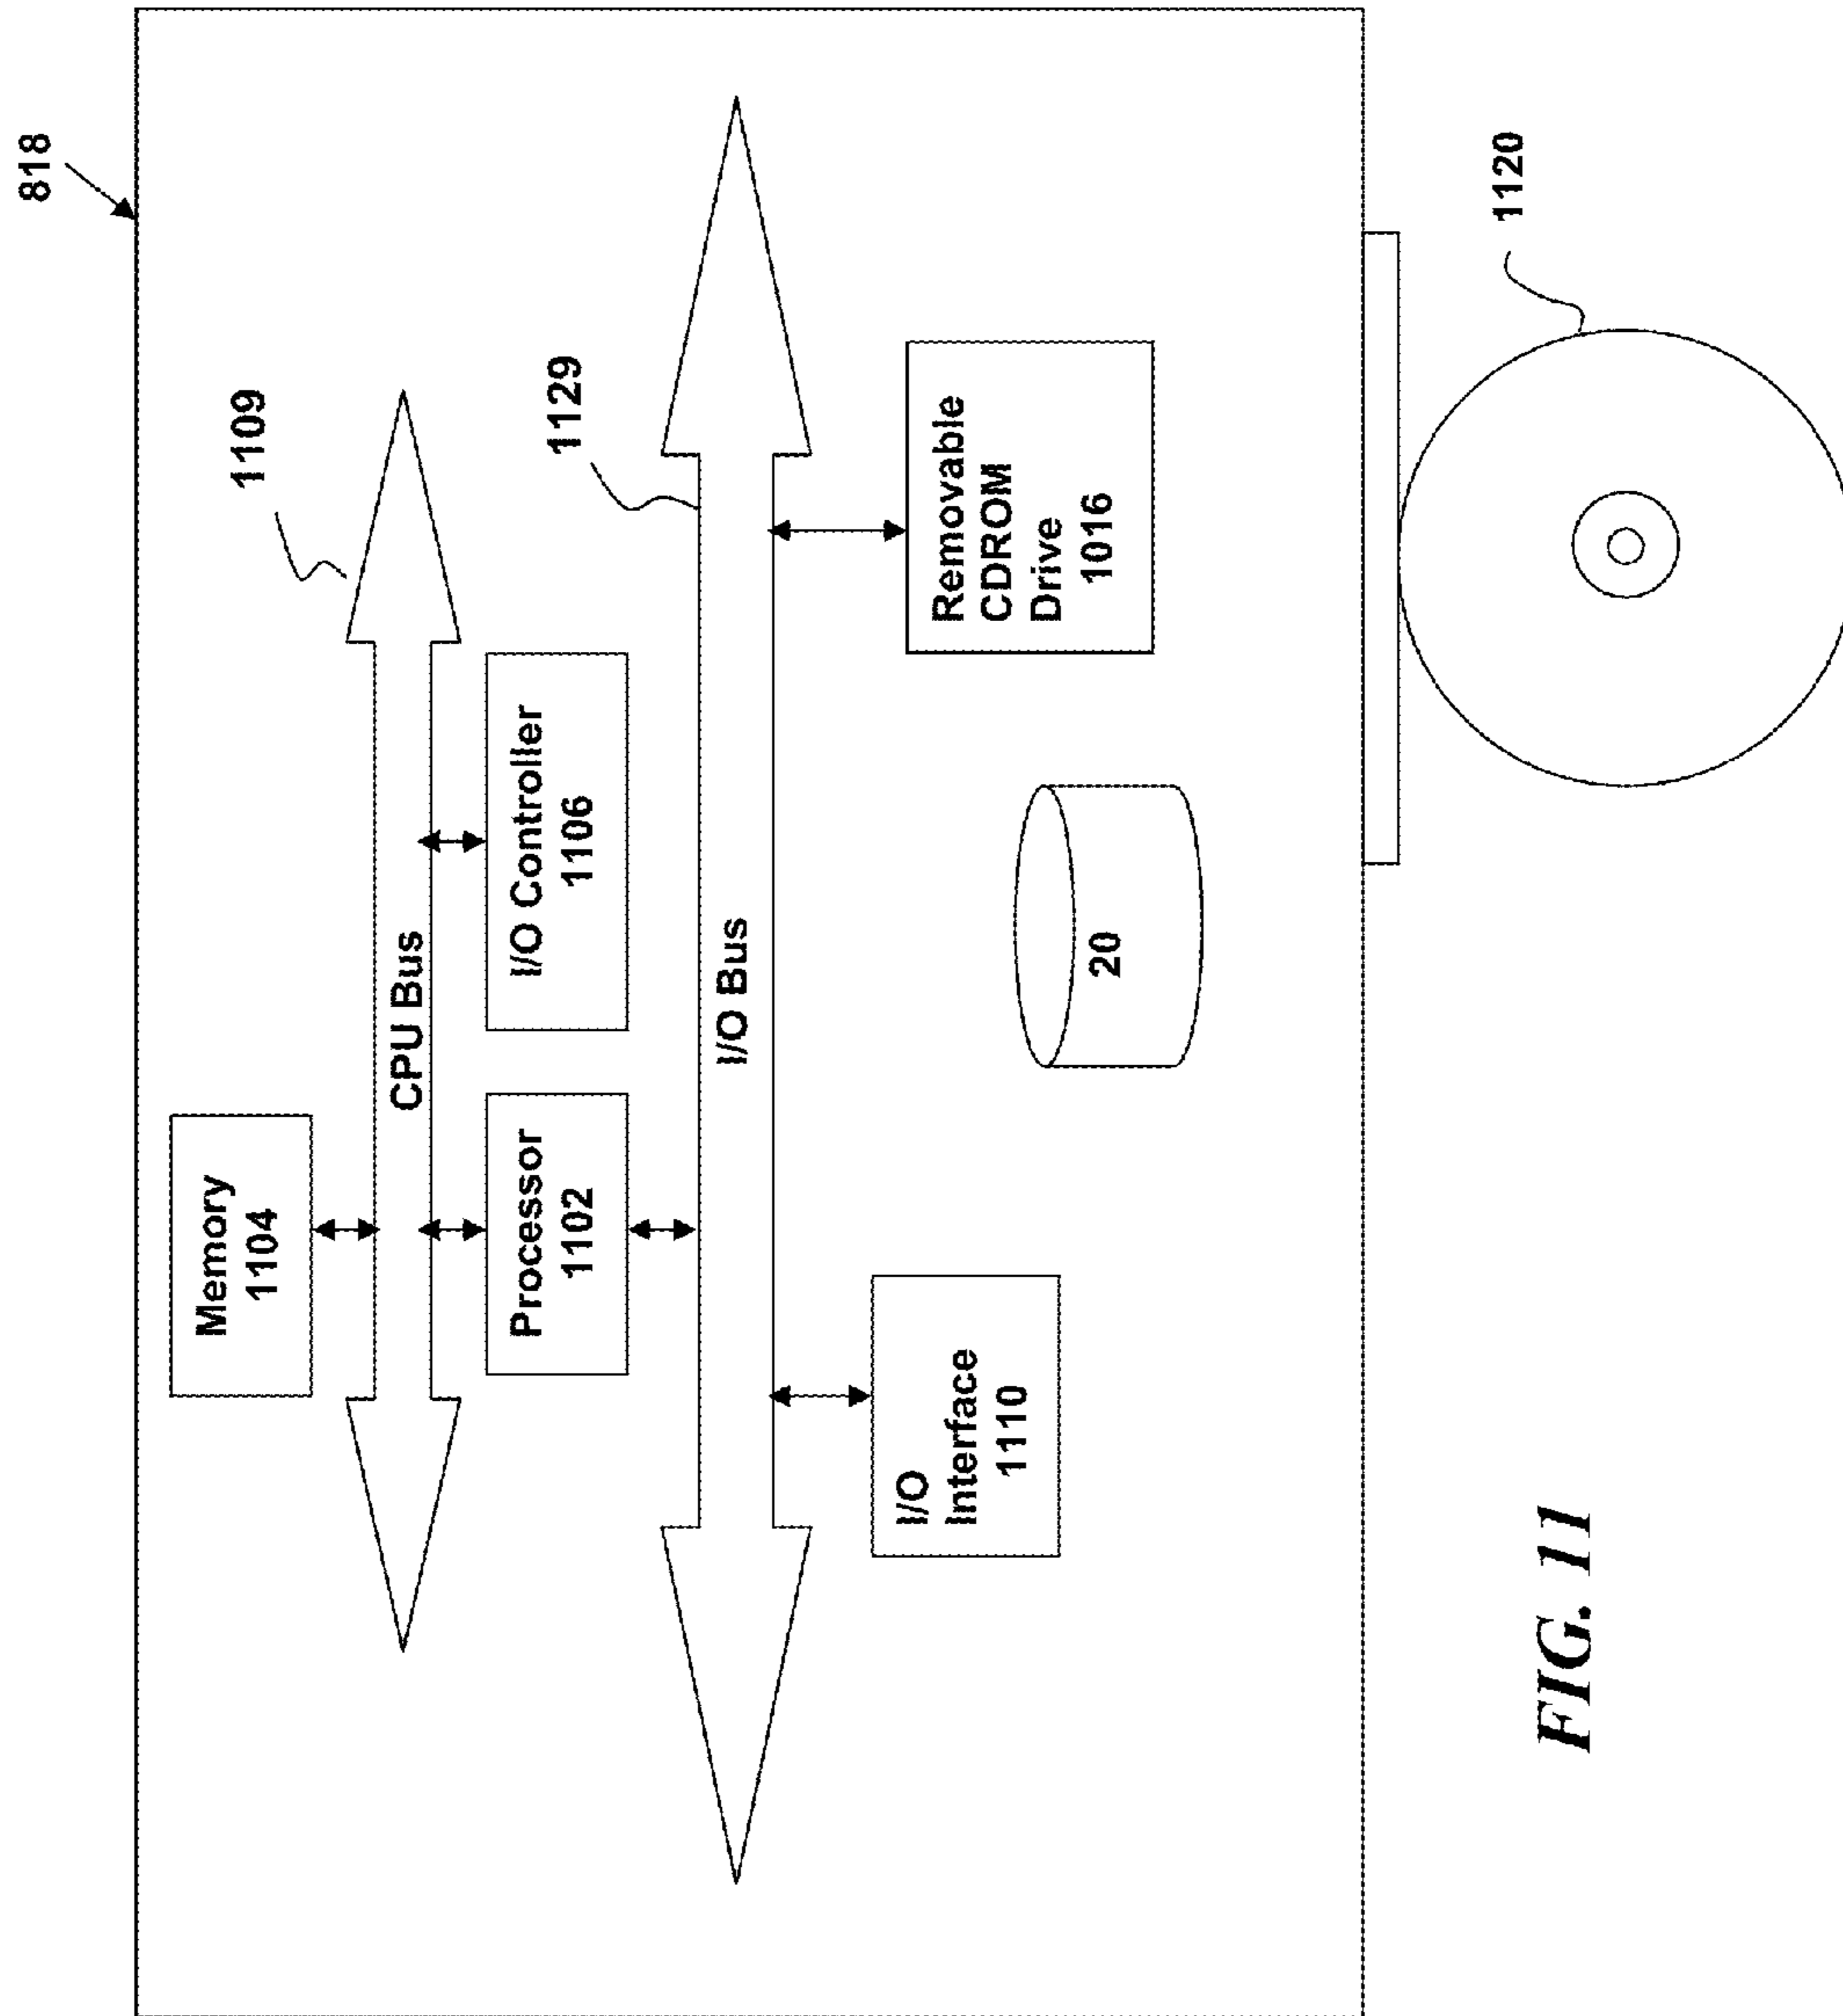 818
Memory
1104
1109
CPU Bus
Processor
1102
I/O Controller
1106
1129
I/O Bus
I/O
Interface
1110
20
Removable
CDROM
Drive
1016
1120
FIG. 11